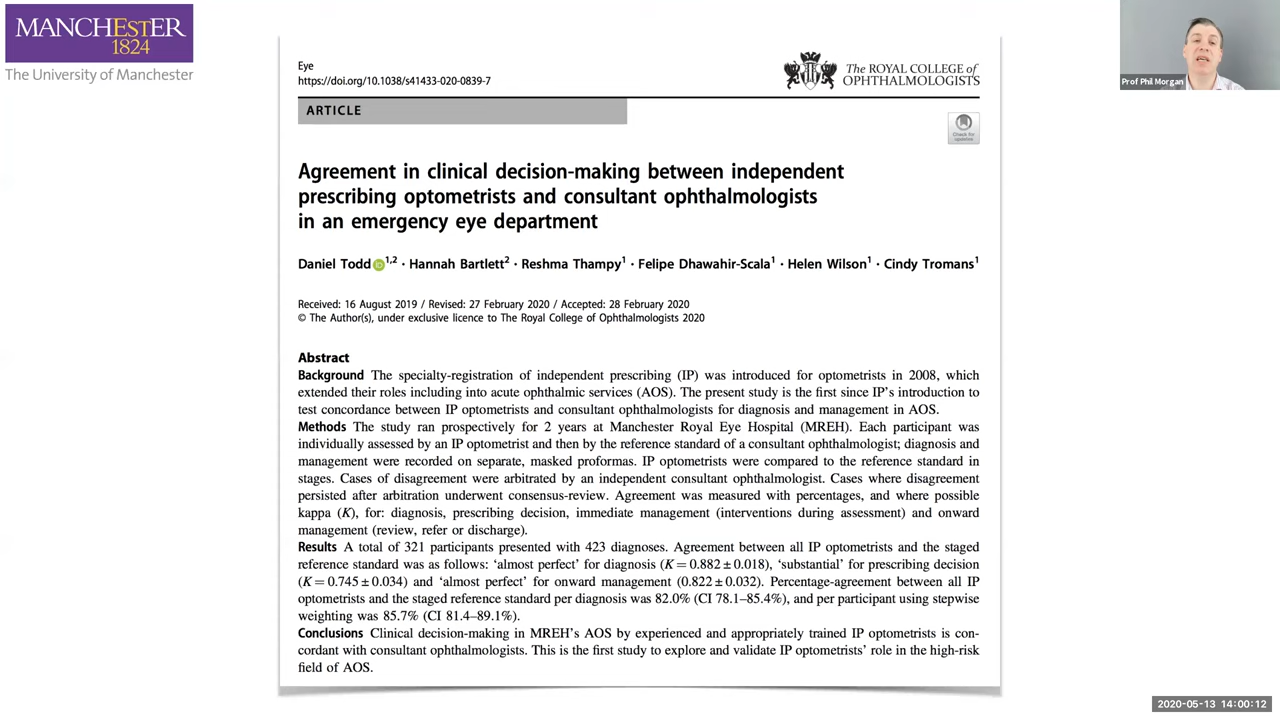 MANCHESTER
1824
The University of Manchester
Prof Phil Morgan
Eye
https://doi.org/10.1038/s41433-020-0839-7
The ROYAL COLLEGE of
OPHTHALMOLOGISTS
ARTICLE
Check for
updates
Agreement in clinical decision-making between independent
prescribing optometrists and consultant ophthalmologists
in an emergency eye department
Daniel Todd iD 1,2 · Hannah Bartlett2 · Reshma Thampy1 · Felipe Dhawahir-Scala1 · Helen Wilson1 · Cindy Tromans1
Received: 16 August 2019 / Revised: 27 February 2020 / Accepted: 28 February 2020
© The Author(s), under exclusive licence to The Royal College of Ophthalmologists 2020
Abstract
Background The specialty-registration of independent prescribing (IP) was introduced for optometrists in 2008, which
extended their roles including into acute ophthalmic services (AOS). The present study is the first since IP's introduction to
test concordance between IP optometrists and consultant ophthalmologists for diagnosis and management in AOS.
Methods The study ran prospectively for 2 years at Manchester Royal Eye Hospital (MREH). Each participant was
individually assessed by an IP optometrist and then by the reference standard of a consultant ophthalmologist; diagnosis and
management were recorded on separate, masked proformas. IP optometrists were compared to the reference standard in
stages. Cases of disagreement were arbitrated by an independent consultant ophthalmologist. Cases where disagreement
persisted after arbitration underwent consensus-review. Agreement was measured with percentages, and where possible
kappa (K), for: diagnosis, prescribing decision, immediate management (interventions during assessment) and onward
management (review, refer or discharge).
Results A total of 321 participants presented with 423 diagnoses. Agreement between all IP optometrists and the staged
reference standard was as follows: 'almost perfect' for diagnosis (K = 0.882 ± 0.018), 'substantial' for prescribing decision
(K = 0.745 ± 0.034) and 'almost perfect' for onward management (0.822 ± 0.032). Percentage-agreement between all IP
optometrists and the staged reference standard per diagnosis was 82.0% (CI 78.1–85.4%), and per participant using stepwise
weighting was 85.7% (CI 81.4–89.1%).
Conclusions Clinical decision-making in MREH's AOS by experienced and appropriately trained IP optometrists is con-
cordant with consultant ophthalmologists. This is the first study to explore and validate IP optometrists' role in the high-risk
field of AOS.
2020-05-13 14:00:12